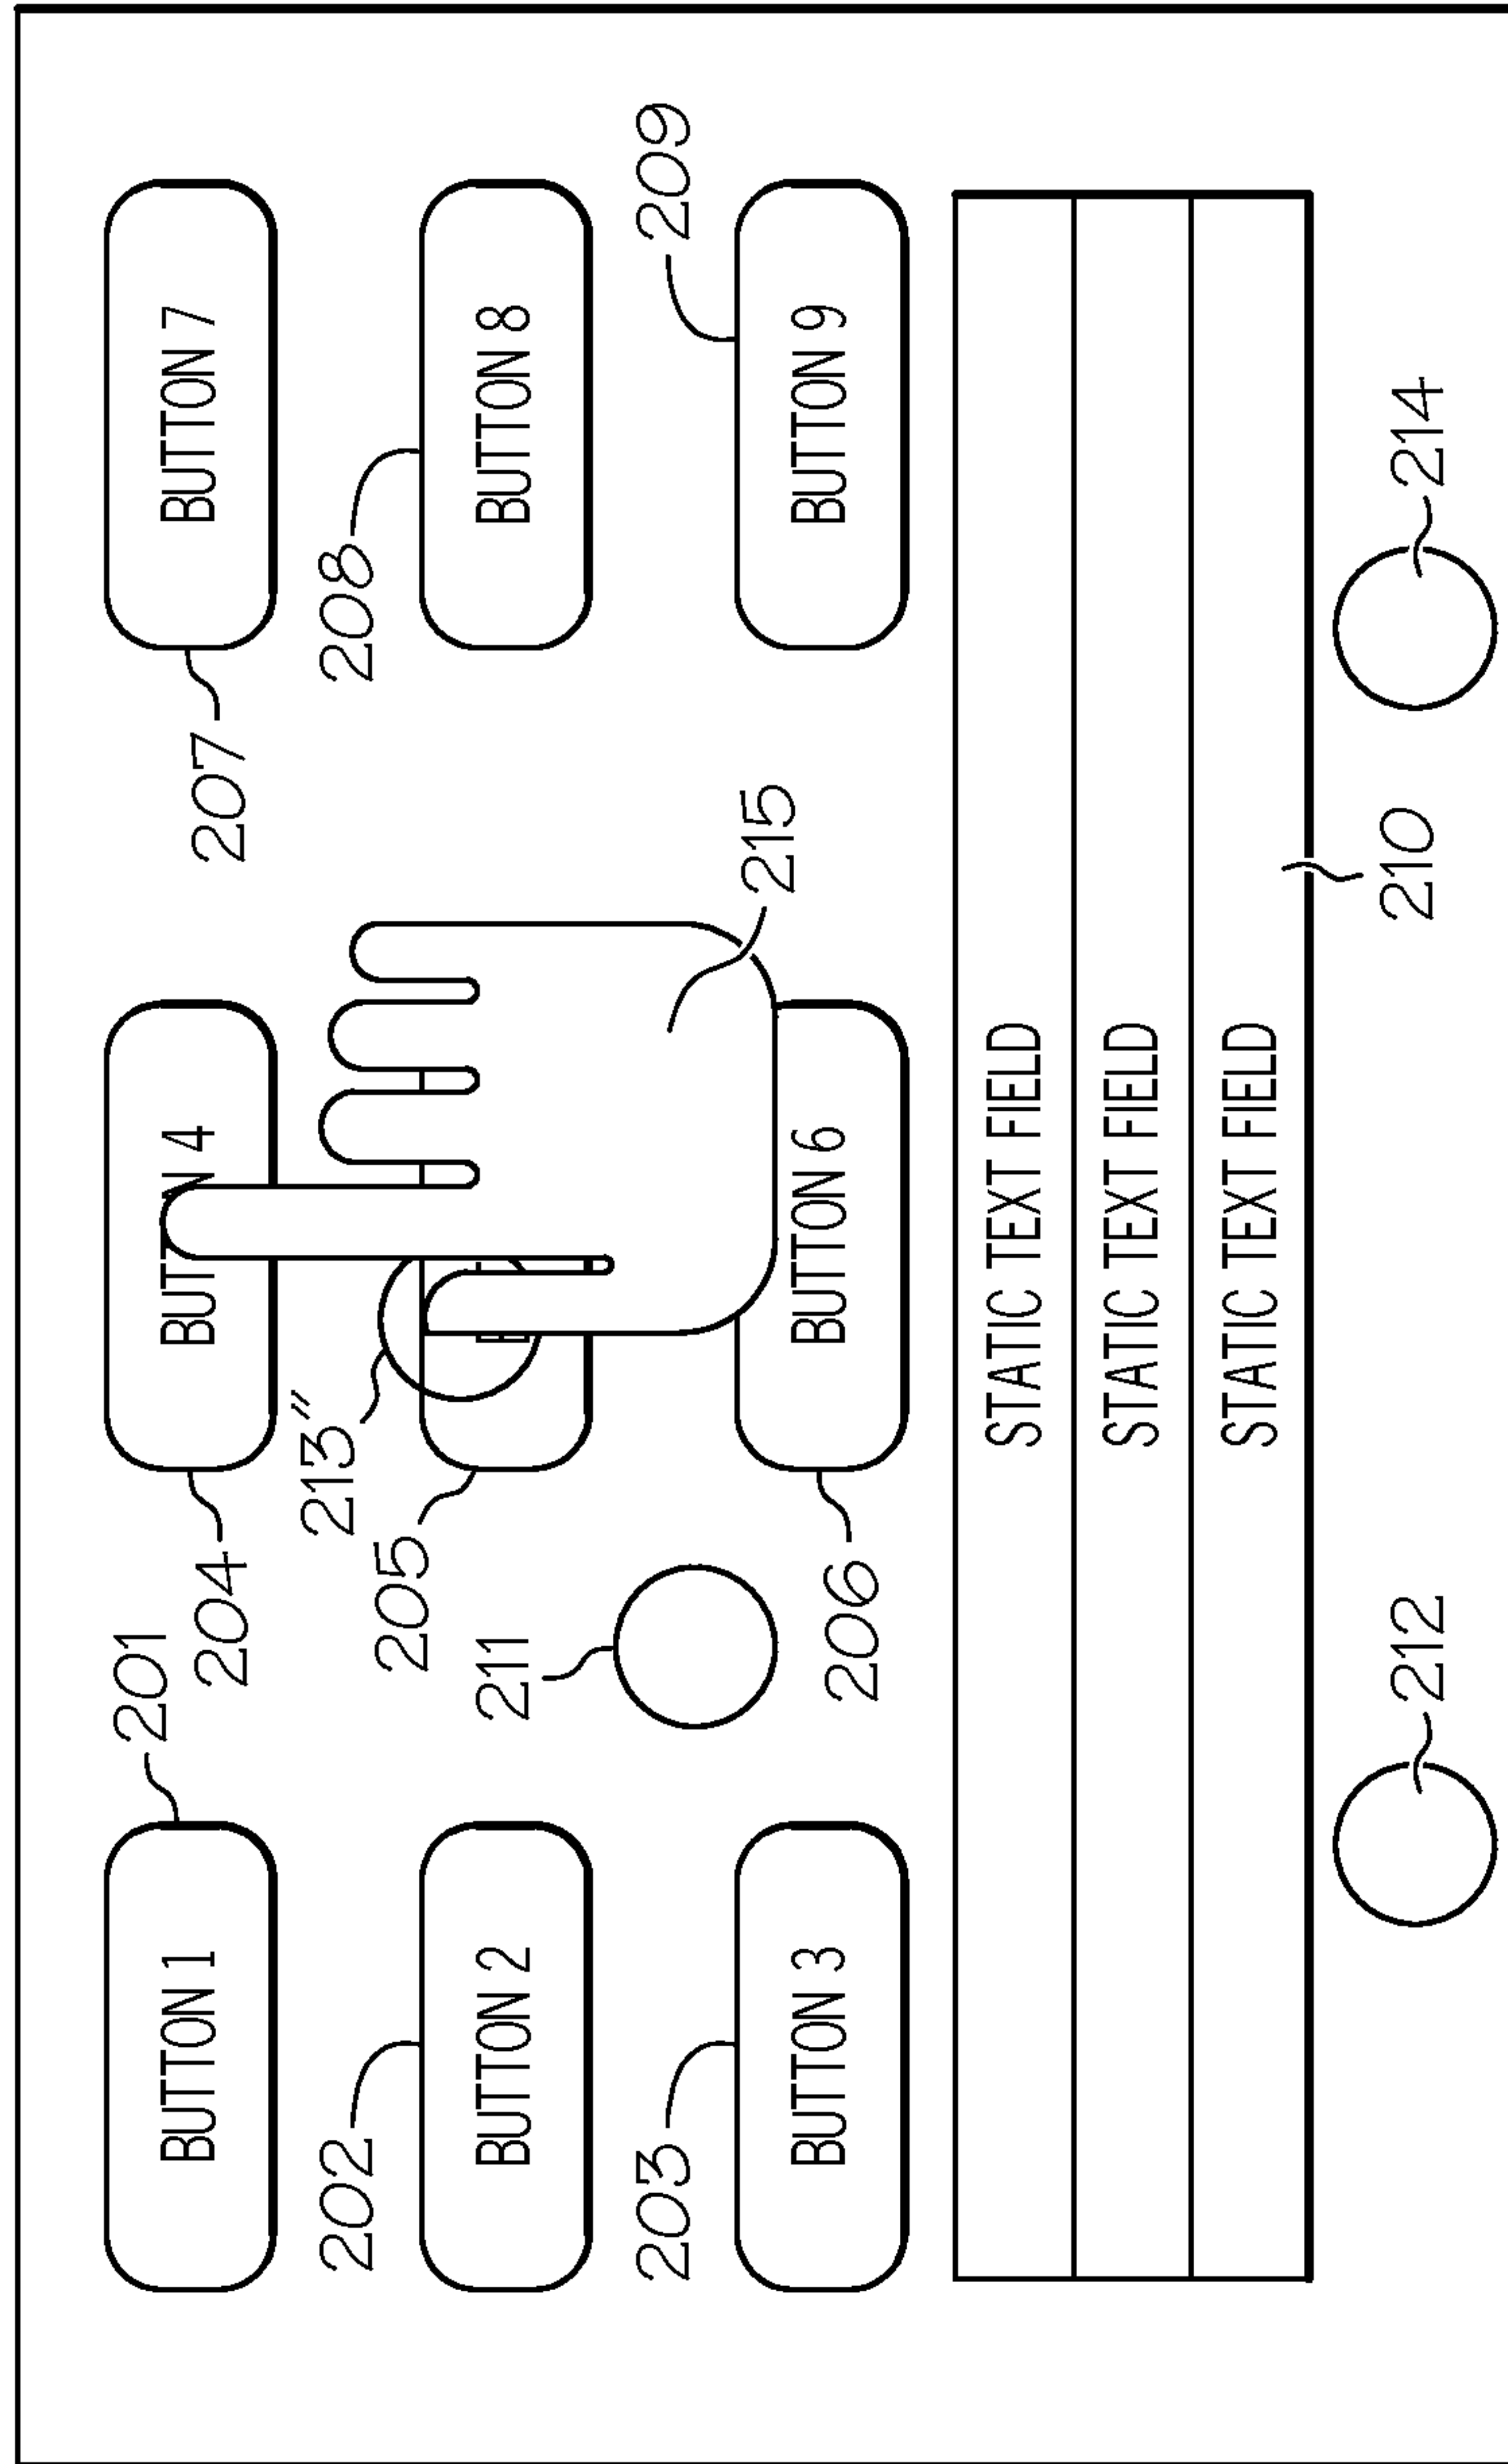 201
BUTTON 1
BUTTON 4
BUTTON 7
204
207
202
213"
208
205
BUTTON 2
211
BUTTON 8
203
209
215
BUTTON 3
BUTTON 6
BUTTON 9
206
STATIC TEXT FIELD
STATIC TEXT FIELD
STATIC TEXT FIELD
212
210
214